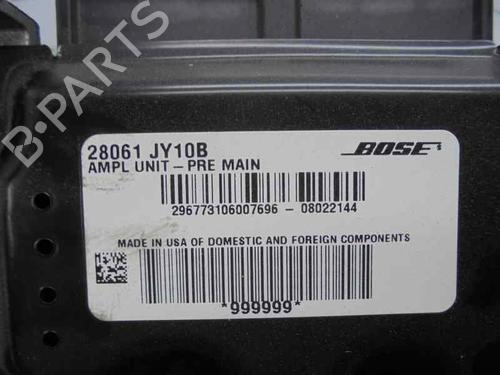 28061 JY10B
BOSE
AMPL UNIT - PRE MAIN
296773106007696 - 08022144
MADE IN USA OF DOMESTIC AND FOREIGN COMPONENTS
*999999*
B-PARTS